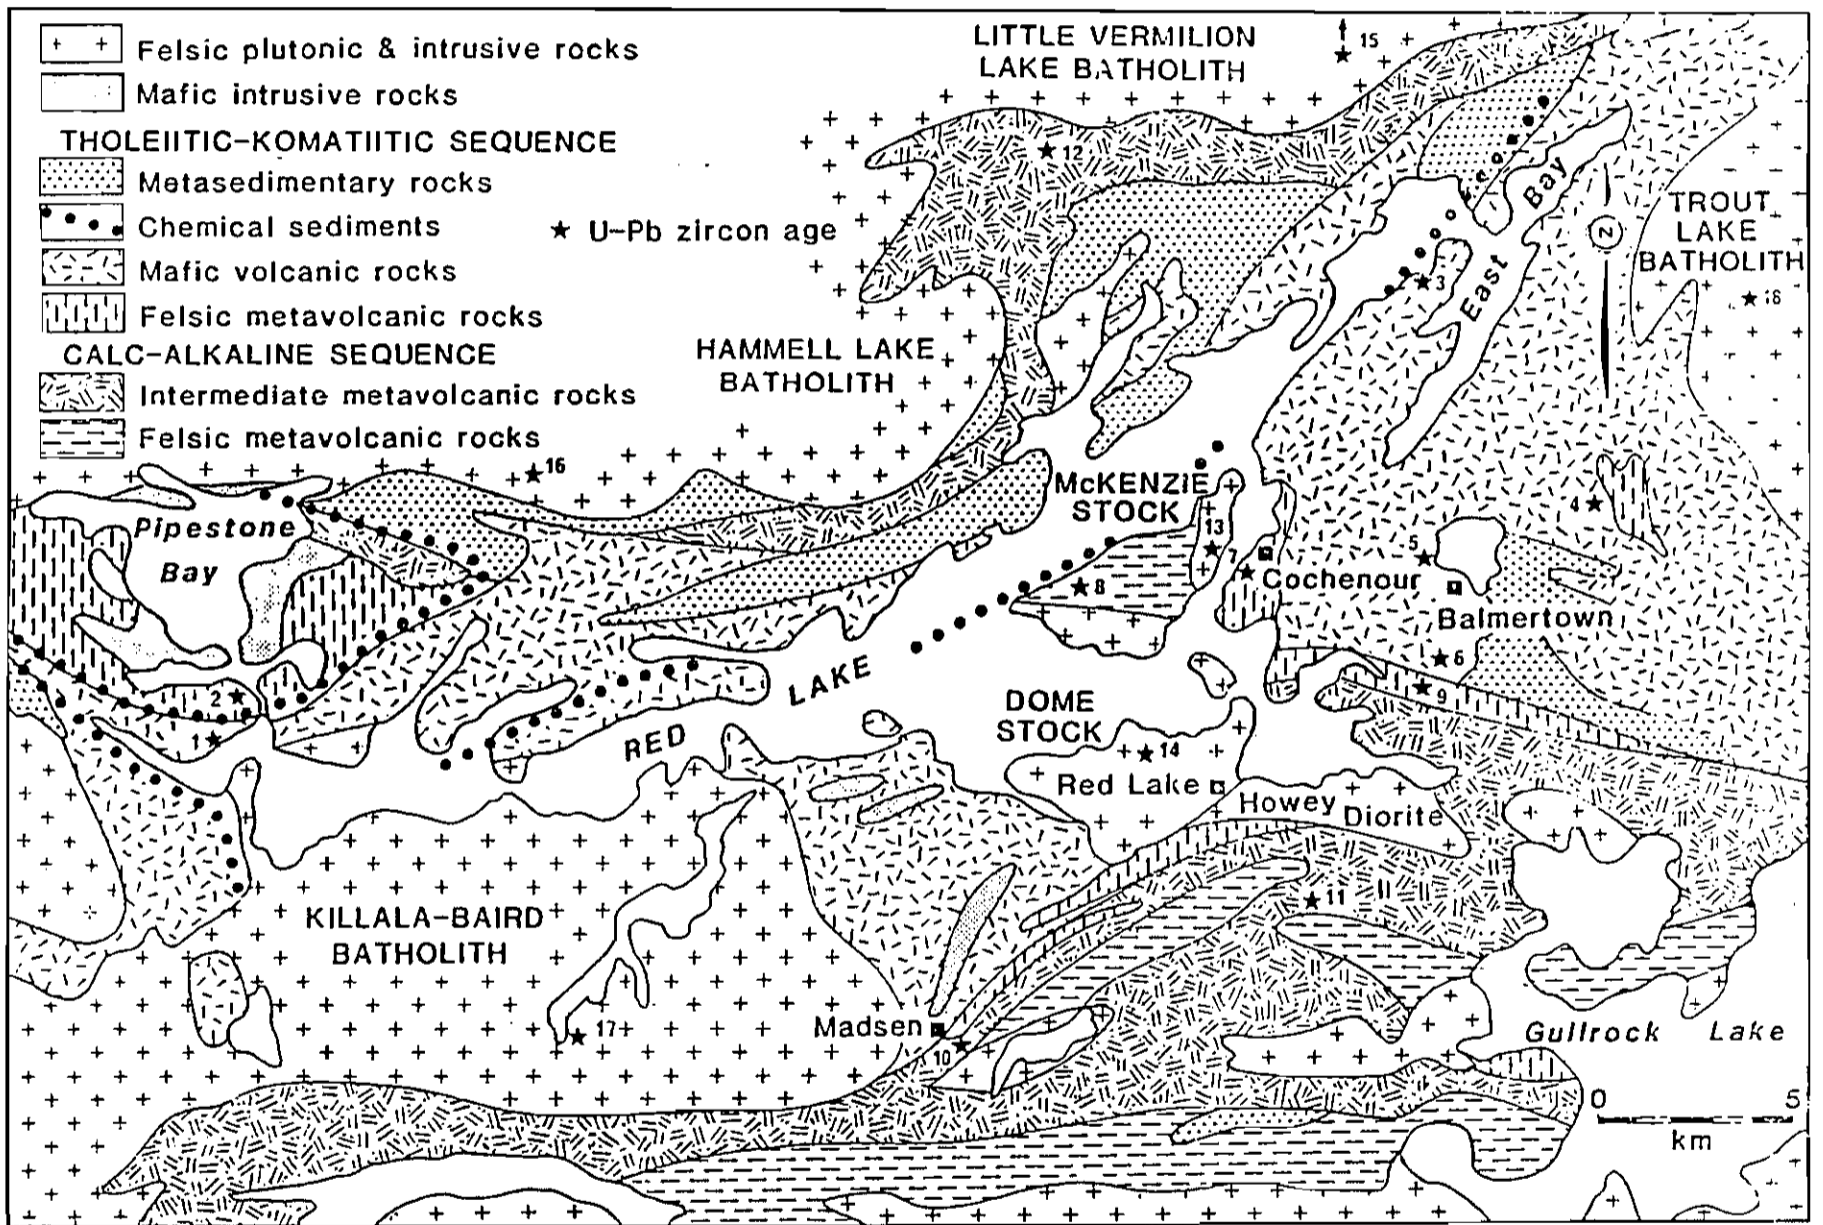 Felsic plutonic & intrusive rocks
Mafic intrusive rocks
THOLEIITIC-KOMATIITIC SEQUENCE
Metasedimentary rocks
Chemical sediments
★ U-Pb zircon age
Mafic volcanic rocks
Felsic metavolcanic rocks
CALC-ALKALINE SEQUENCE
Intermediate metavolcanic rocks
Felsic metavolcanic rocks
LITTLE VERMILION
LAKE BATHOLITH
15
12
East Bay
3
N
TROUT
LAKE
BATHOLITH
18
HAMMELL LAKE
BATHOLITH
16
McKENZIE
STOCK
13
7
8
4
5
Cochenour
Balmertown
6
9
Pipestone
Bay
2
1
RED LAKE
DOME
STOCK
14
Red Lake
Howey Diorite
11
KILLALA-BAIRD
BATHOLITH
17
Madsen
10
Gullrock Lake
0 5
km